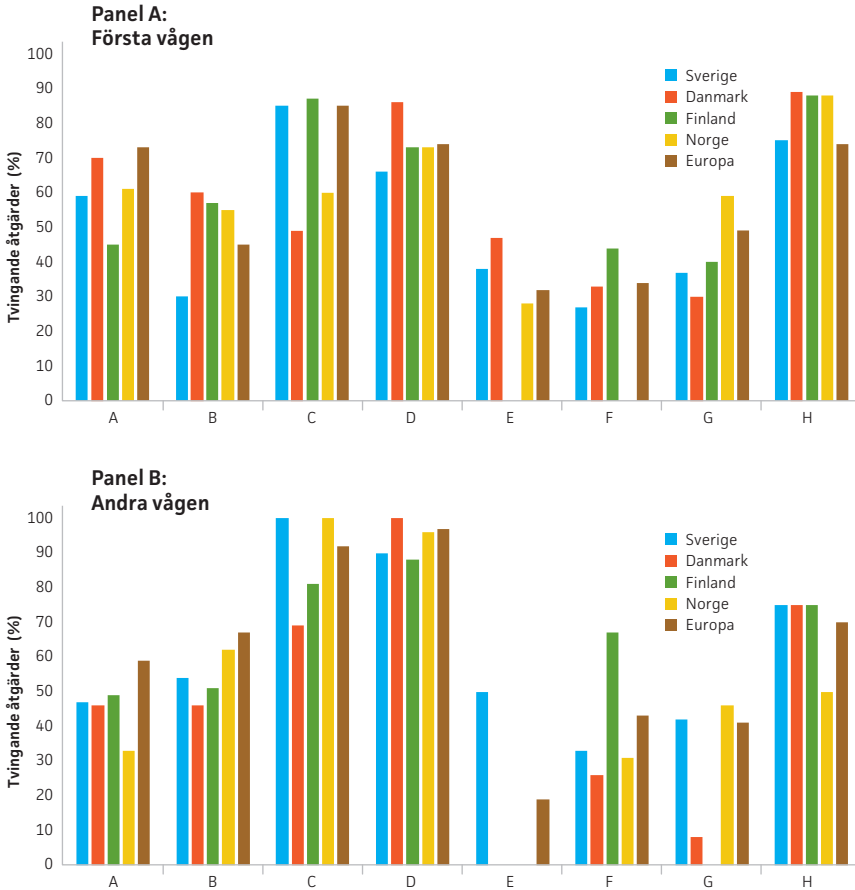 Panel A:
Första vågen
Tvingande åtgärder (%)
100
90
80
70
60
50
40
30
20
10
0
Sverige
Danmark
Finland
Norge
Europa
A B C D E F G H
Panel B:
Andra vågen
Tvingande åtgärder (%)
100
90
80
70
60
50
40
30
20
10
0
Sverige
Danmark
Finland
Norge
Europa
A B C D E F G H